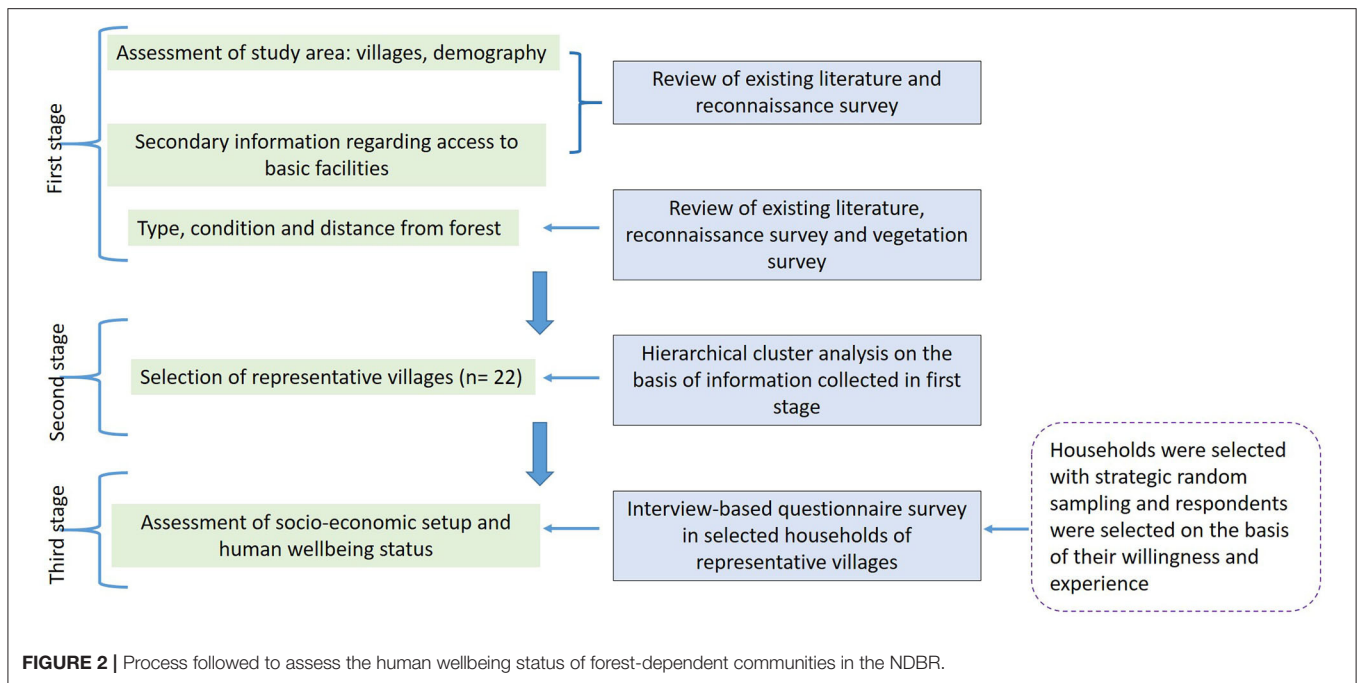 First stage
Assessment of study area: villages, demography
Secondary information regarding access to
basic facilities
Type, condition and distance from forest
Review of existing literature and
reconnaissance survey
Review of existing literature,
reconnaissance survey and vegetation
survey
Second stage
Selection of representative villages (n= 22)
Hierarchical cluster analysis on the
basis of information collected in first
stage
Third stage
Assessment of socio-economic setup and
human wellbeing status
Interview-based questionnaire survey
in selected households of
representative villages
Households were selected
with strategic random
sampling and respondents
were selected on the basis
of their willingness and
experience
FIGURE 2 | Process followed to assess the human wellbeing status of forest-dependent communities in the NDBR.